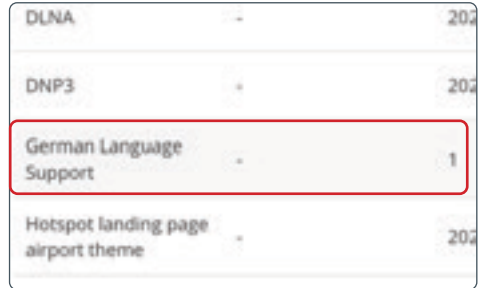 DLNA - 202
DNP3 - 202
German Language
Support - 1
Hotspot landing page
airport theme - 202